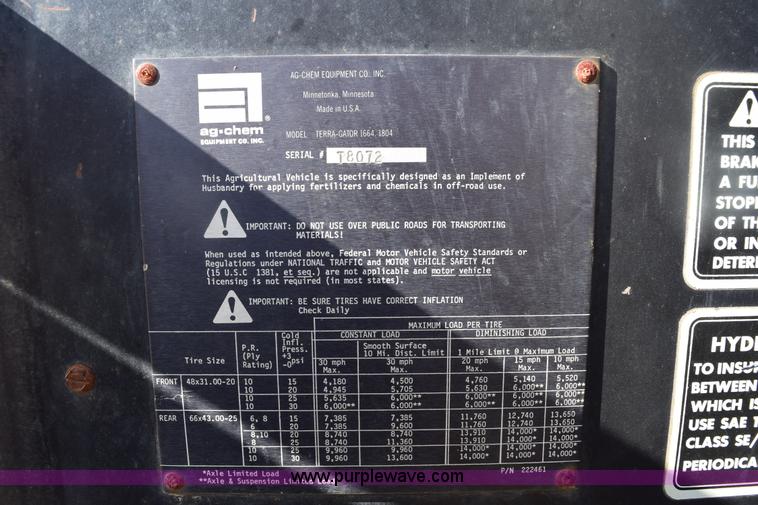 AG-CHEM EQUIPMENT CO., INC.
Minnetonka, Minnesota
Made in U.S.A.
ag-chem®
EQUIPMENT CO. INC.
MODEL TERRA-GATOR 1664, 1804
SERIAL # T8072
This Agricultural Vehicle is specifically designed as an Implement of
Husbandry for applying fertilizers and chemicals in off-road use.
IMPORTANT: DO NOT USE OVER PUBLIC ROADS FOR TRANSPORTING
MATERIALS!
When used as intended above, Federal Motor Vehicle Safety Standards or
Regulations under NATIONAL TRAFFIC and MOTOR VEHICLE SAFETY ACT
(15 U.S.C 1381, et seq.) are not applicable and motor vehicle
licensing is not required (in most states).
IMPORTANT: BE SURE TIRES HAVE CORRECT INFLATION
Check Daily
MAXIMUM LOAD PER TIRE
CONSTANT LOAD DIMINISHING LOAD
Tire Size P.R. (Ply Rating) Cold Infl. Press. +3 -0 psi 30 mph Max. Smooth Surface 10 Mi. Dist. Limit 30 mph Max. 1 Mile Limit @ Maximum Load 20 mph Max. 15 mph Max. 10 mph Max.
FRONT 48x31.00-20 10 15 4,180 4,500 4,760 5,140 5,520
10 20 4,945 5,705 5,630 6,000** 6,000**
10 25 5,635 6,000** 6,000** 6,000** 6,000**
10 30 6,000** 6,000** 6,000** 6,000** 6,000**
REAR 66x43.00-25 6, 8 15 7,385 7,385 11,760 12,740 13,650
6 20 7,385 9,600 11,760 12,740 13,650
8,10 20 8,740 8,740 13,910 14,000* 14,000*
8 25 8,740 11,360 13,910 14,000* 14,000*
10 25 9,960 9,960 14,000* 14,000* 14,000*
10 30 9,960 13,600 14,000* 14,000* 14,000*
*Axle Limited Load
**Axle & Suspension Limited Load
P/N 222461
www.purplewave.com
THIS
BRAK
A FU
STOP
OF TH
OR IN
DETER
HYD
TO INSU
BETWEEN
WHICH IS
USE SAE
CLASS SE/
PERIODICA